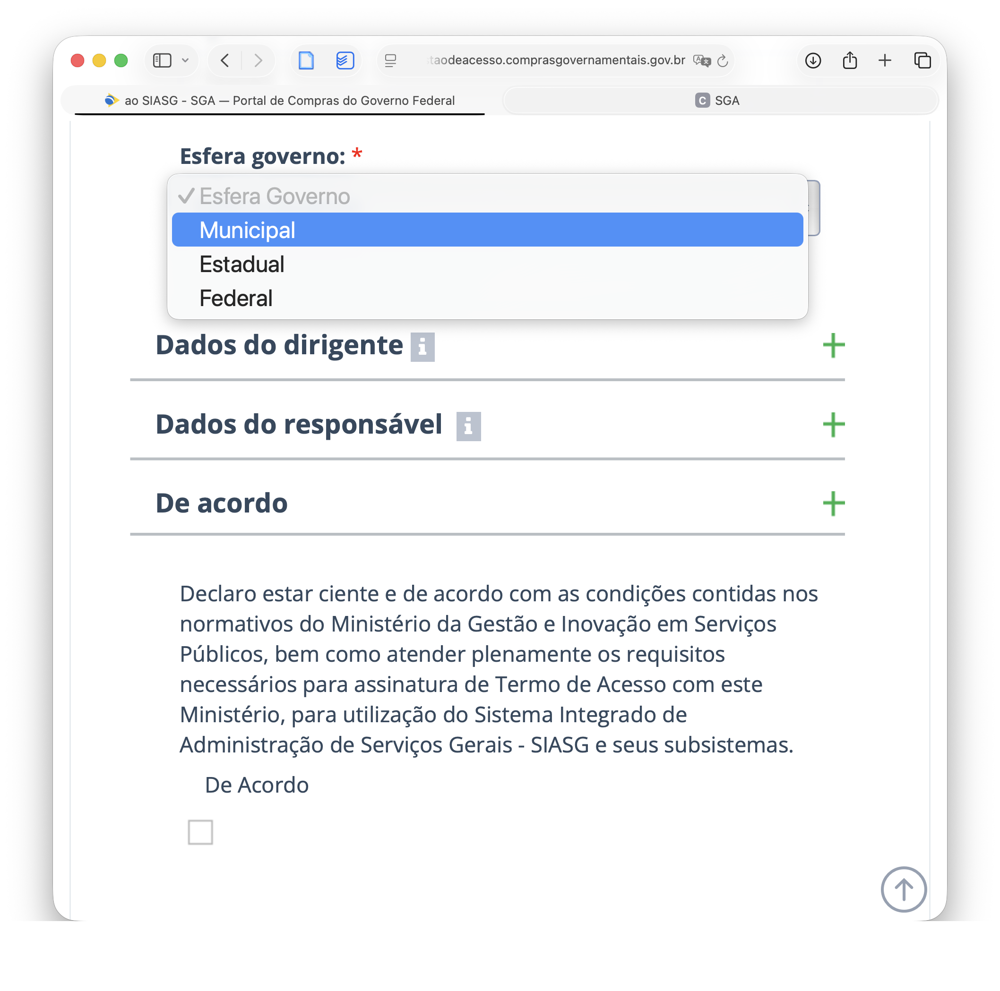 taodeacesso.comprasgovernamentais.gov.br
ao SIASG - SGA — Portal de Compras do Governo Federal
C SGA
Esfera governo: *
Esfera Governo
Municipal
Estadual
Federal
Dados do dirigente i
Dados do responsável i
De acordo
Declaro estar ciente e de acordo com as condições contidas nos
normativos do Ministério da Gestão e Inovação em Serviços
Públicos, bem como atender plenamente os requisitos
necessários para assinatura de Termo de Acesso com este
Ministério, para utilização do Sistema Integrado de
Administração de Serviços Gerais - SIASG e seus subsistemas.
De Acordo